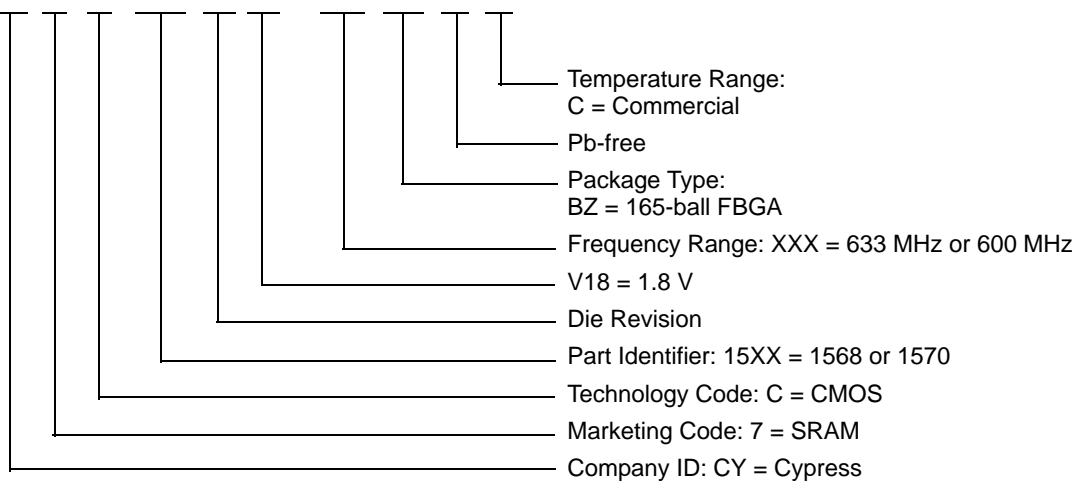 Temperature Range:
C = Commercial
Pb-free
Package Type:
BZ = 165-ball FBGA
Frequency Range: XXX = 633 MHz or 600 MHz
V18 = 1.8 V
Die Revision
Part Identifier: 15XX = 1568 or 1570
Technology Code: C = CMOS
Marketing Code: 7 = SRAM
Company ID: CY = Cypress